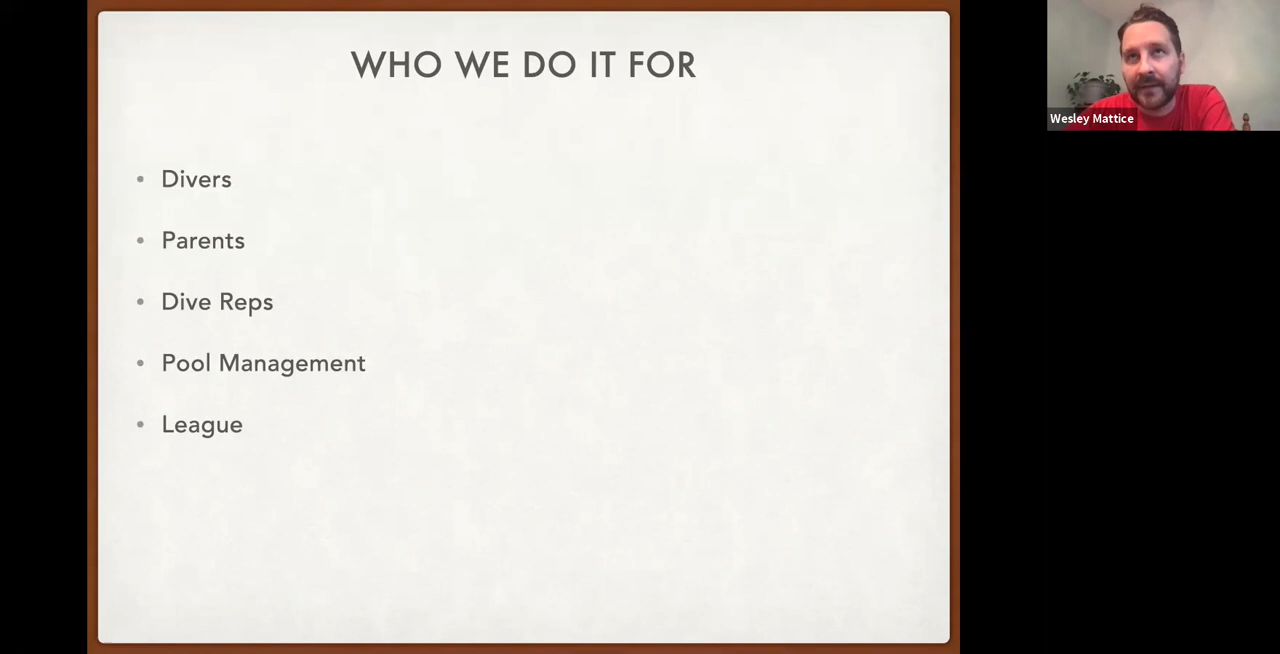 WHO WE DO IT FOR
• Divers
• Parents
• Dive Reps
• Pool Management
• League
Wesley Mattice